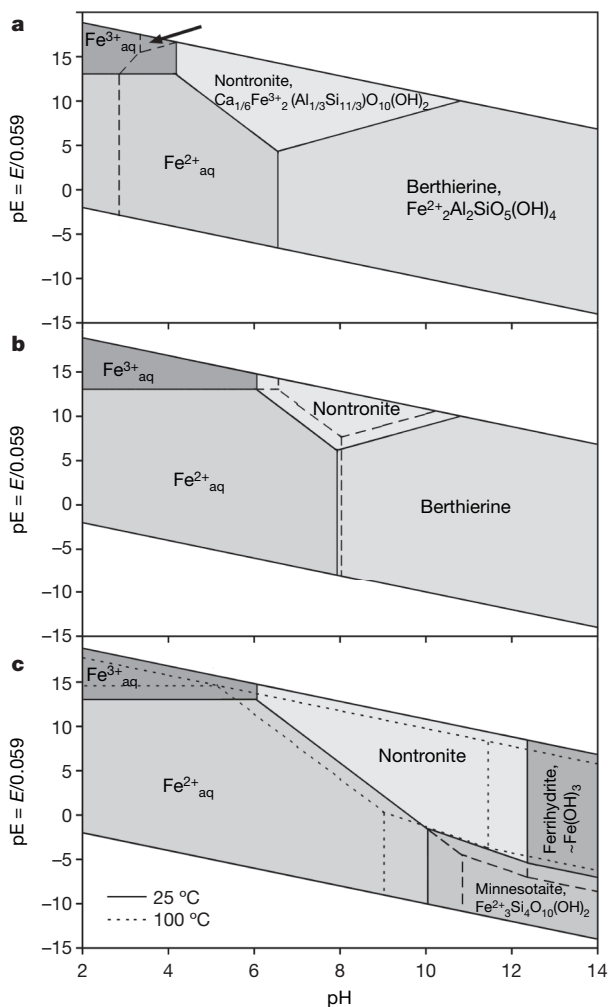 a
15
10
5
0
−5
−10
−15
pE = E/0.059
Fe³⁺aq
Nontronite,
Ca1/6Fe³⁺2 (Al1/3Si11/3)O10(OH)2
Fe²⁺aq
Berthierine,
Fe²⁺2Al2SiO5(OH)4
b
15
10
5
0
−5
−10
−15
pE = E/0.059
Fe³⁺aq
Nontronite
Fe²⁺aq
Berthierine
c
15
10
5
0
−5
−10
−15
pE = E/0.059
Fe³⁺aq
Nontronite
Fe²⁺aq
Ferrihydrite,
~Fe(OH)3
Minnesotaite,
Fe²⁺3Si4O10(OH)2
25 ºC
100 ºC
2 4 6 8 10 12 14
pH